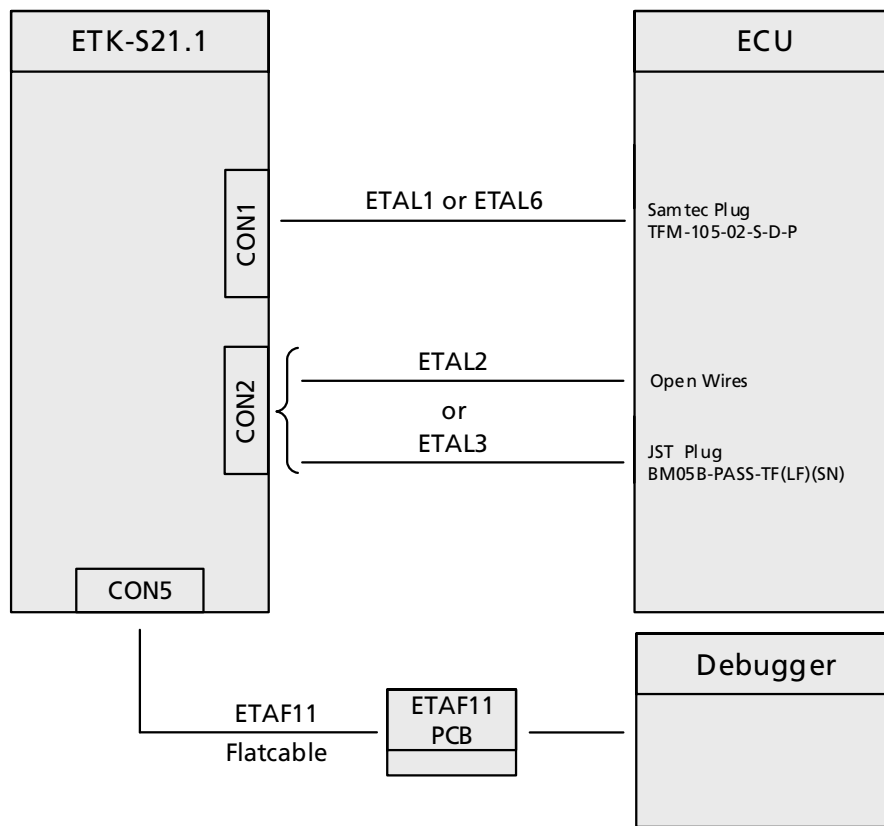 ETK-S21.1
ECU
CON1
ETAL1 or ETAL6
Samtec Plug
TFM-105-02-S-D-P
CON2
ETAL2
Open Wires
or
ETAL3
JST Plug
BM05B-PASS-TF(LF)(SN)
CON5
Debugger
ETAF11
Flatcable
ETAF11
PCB